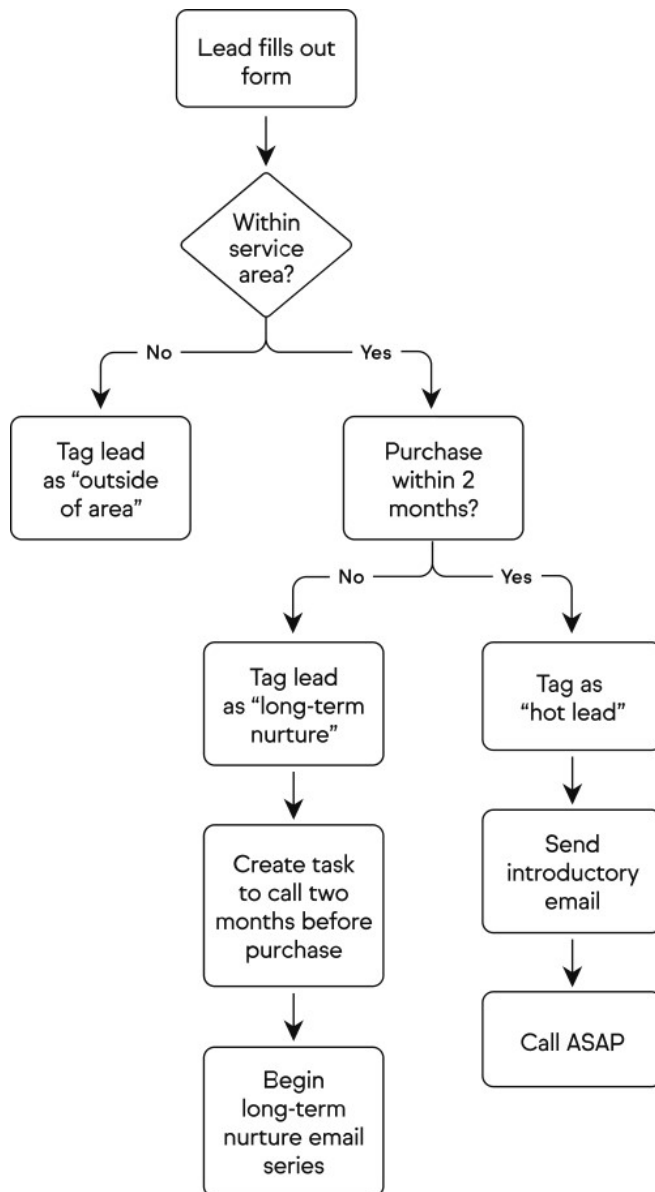 Lead fills out
form
Within
service
area?
No
Yes
Tag lead
as “outside
of area”
Purchase
within 2
months?
No
Yes
Tag lead
as “long-term
nurture”
Tag as
“hot lead”
Create task
to call two
months before
purchase
Send
introductory
email
Begin
long-term
nurture email
series
Call ASAP